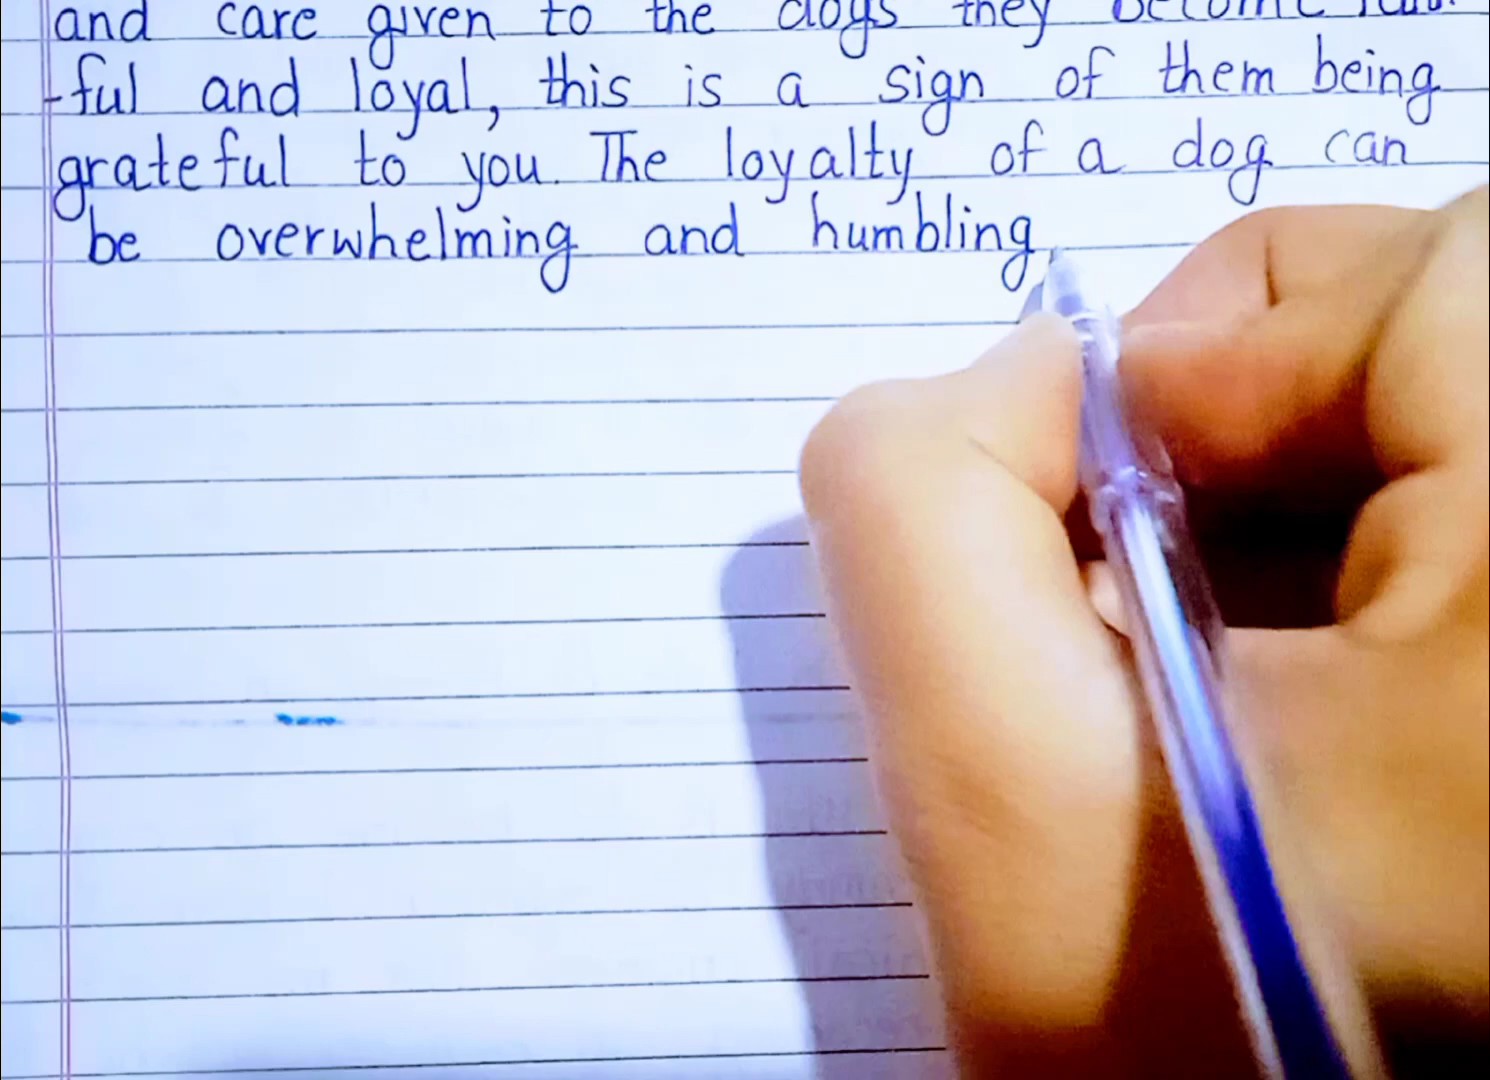 and care given to the dogs they become
-ful and loyal, this is a sign of them being
grateful to you. The loyalty of a dog can
be overwhelming and humbling